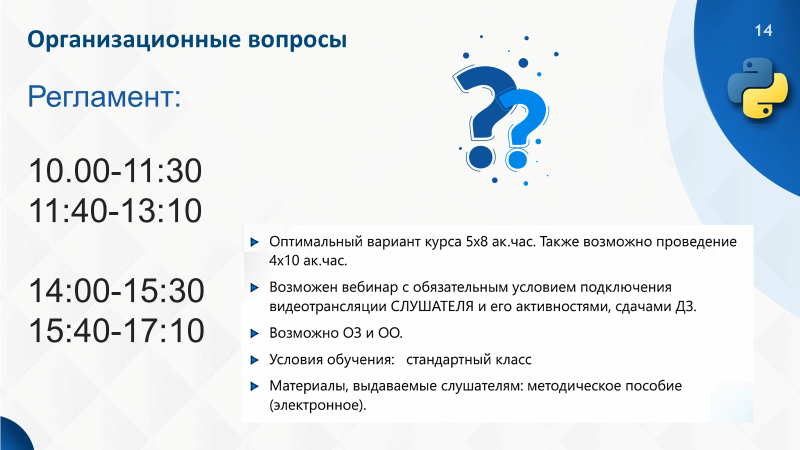 Организационные вопросы
14
Регламент:
10.00-11:30
11:40-13:10
14:00-15:30
15:40-17:10
Оптимальный вариант курса 5х8 ак.час. Также возможно проведение
4х10 ак.час.
Возможен вебинар с обязательным условием подключения
видеотрансляции СЛУШАТЕЛЯ и его активностями, сдачами ДЗ.
Возможно ОЗ и ОО.
Условия обучения: стандартный класс
Материалы, выдаваемые слушателям: методическое пособие
(электронное).